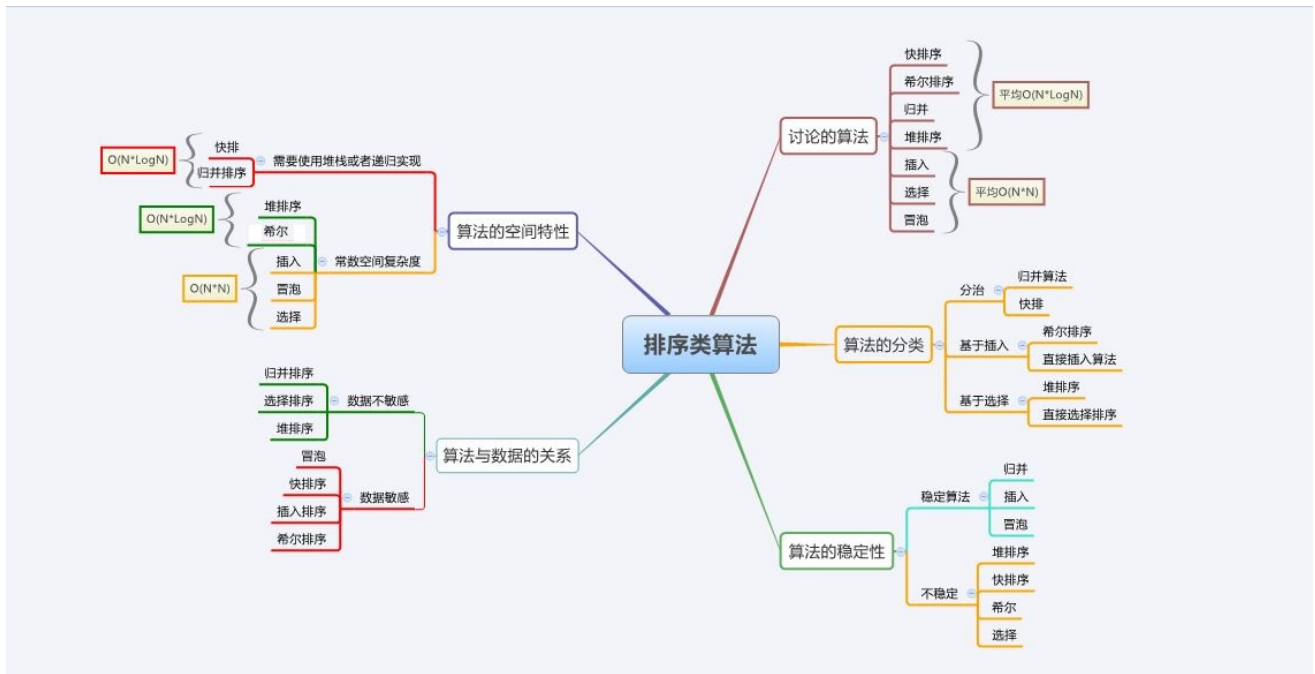 排序类算法
讨论的算法
快排序
希尔排序
归并
堆排序
平均O(N*LogN)
插入
选择
冒泡
平均O(N*N)
算法的分类
分治
归并算法
快排
基于插入
希尔排序
直接插入算法
基于选择
堆排序
直接选择排序
算法的稳定性
稳定算法
归并
插入
冒泡
不稳定
堆排序
快排序
希尔
选择
算法的空间特性
需要使用堆栈或者递归实现
快排
归并排序
O(N*LogN)
常数空间复杂度
堆排序
希尔
O(N*LogN)
插入
冒泡
选择
O(N*N)
算法与数据的关系
数据不敏感
归并排序
选择排序
堆排序
数据敏感
冒泡
快排序
插入排序
希尔排序